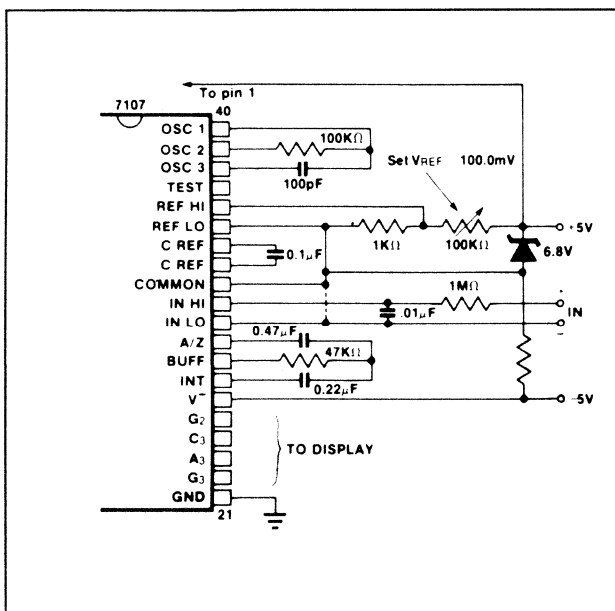 To pin 1
7107
40
OSC 1
100KΩ
OSC 2
OSC 3
100pF
Set VREF 100.0mV
TEST
REF HI
REF LO
1KΩ
100KΩ
+5V
6.8V
C REF
0.1μF
C REF
COMMON
1MΩ
IN HI
.01μF
+
IN
−
IN LO
0.47μF
A/Z
47KΩ
BUFF
INT
0.22μF
V−
−5V
G2
C3
TO DISPLAY
A3
G3
GND
21